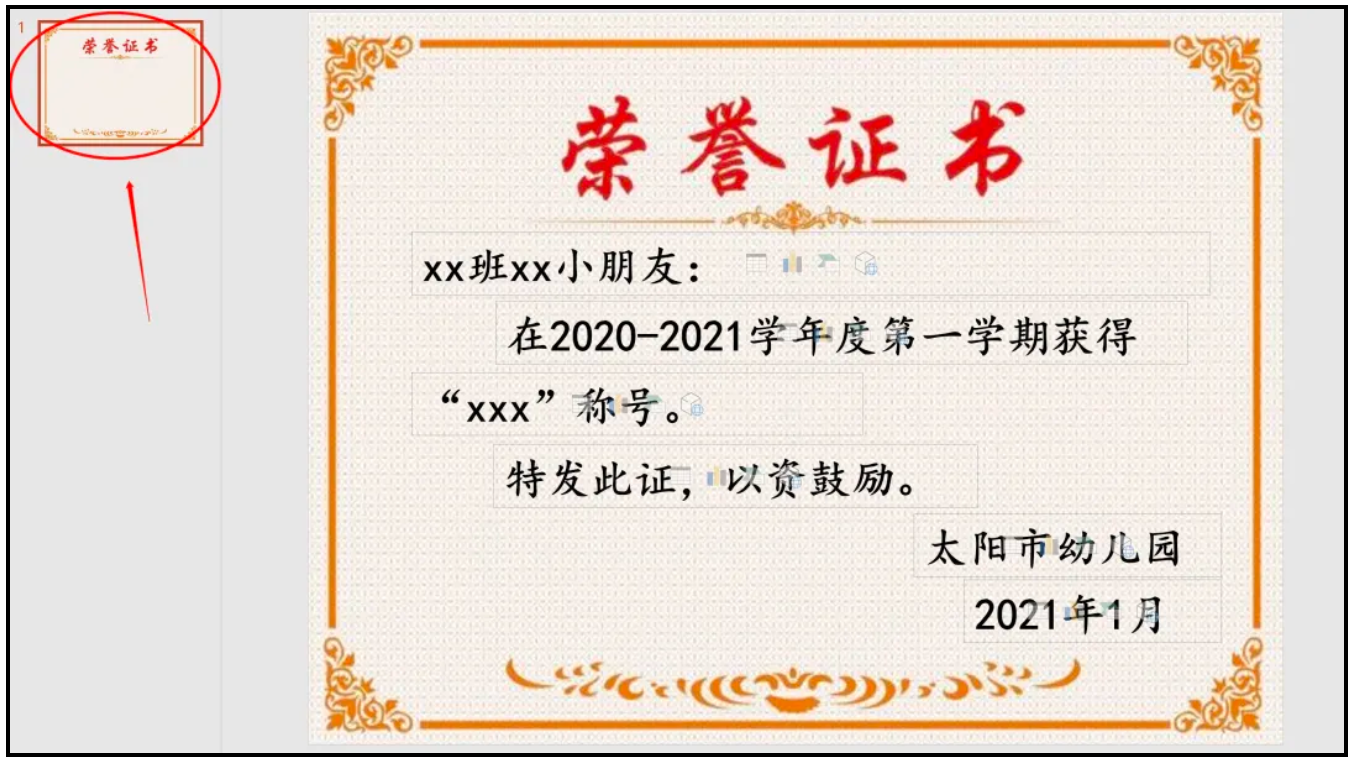 1
荣誉证书
荣誉证书
xx班xx小朋友：
在2020-2021学年度第一学期获得
“xxx”称号。
特发此证，以资鼓励。
太阳市幼儿园
2021年1月